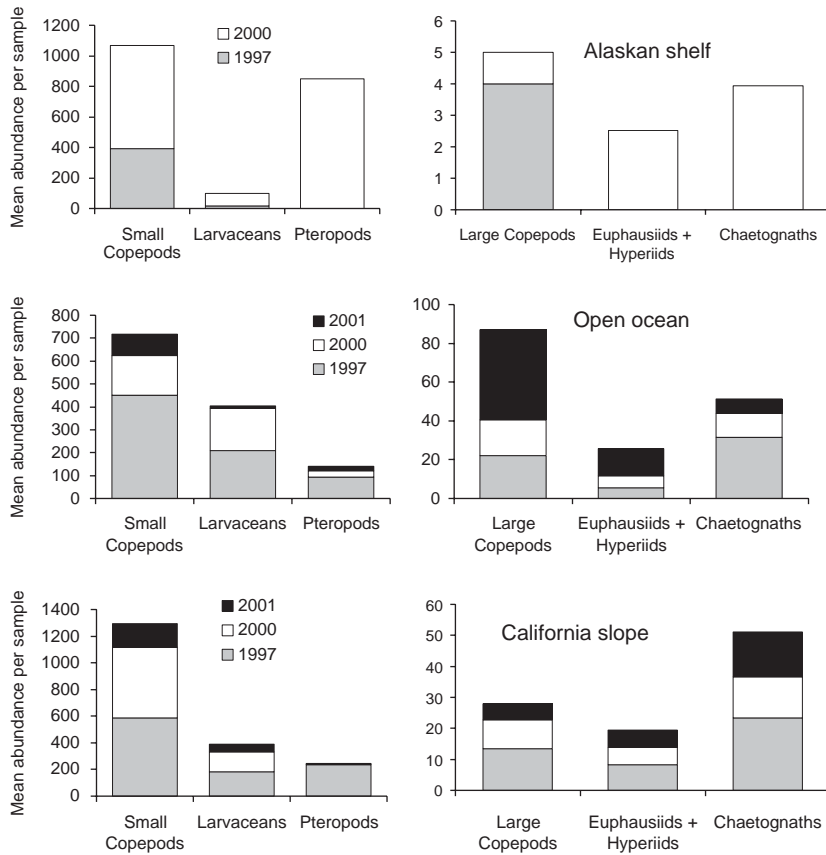 Mean abundance per sample
1200
1000
800
600
400
200
0
2000
1997
Small
Copepods
Larvaceans
Pteropods
6
5
4
3
2
1
0
Alaskan shelf
Large Copepods
Euphausiids +
Hyperiids
Chaetognaths
Mean abundance per sample
800
700
600
500
400
300
200
100
0
2001
2000
1997
Small
Copepods
Larvaceans
Pteropods
100
80
60
40
20
0
Open ocean
Large
Copepods
Euphausiids +
Hyperiids
Chaetognaths
Mean abundance per sample
1400
1200
1000
800
600
400
200
0
2001
2000
1997
Small
Copepods
Larvaceans
Pteropods
60
50
40
30
20
10
0
California slope
Large
Copepods
Euphausiids +
Hyperiids
Chaetognaths